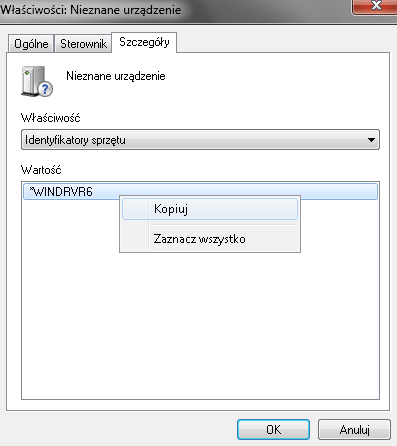 Właściwości: Nieznane urządzenie
Ogólne Sterownik Szczegóły
Nieznane urządzenie
Właściwość
Identyfikatory sprzętu
Wartość
*WINDRVR6
Kopiuj
Zaznacz wszystko
OK Anuluj